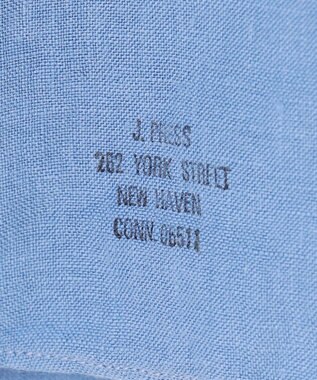 J. PRESS
262 YORK STREET
NEW HAVEN
CONN. 06511